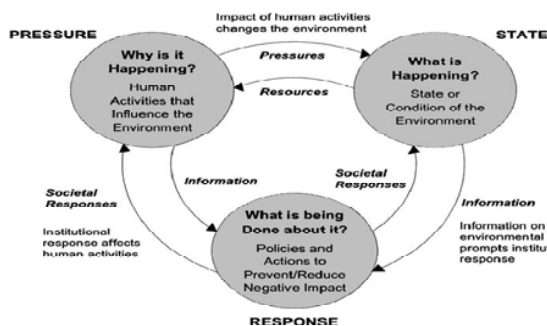 Impact of human activities
changes the environment
PRESSURE
STATE
Why is it
Happening?
Human
Activities that
Influence the
Environment
Pressures
Resources
What is
Happening?
State or
Condition of the
Environment
Societal
Responses
Information
Societal
Responses
Information
Institutional
response affects
human activities
What is being
Done about it?
Policies and
Actions to
Prevent/Reduce
Negative Impact
Information on
environmental
prompts institu
response
RESPONSE